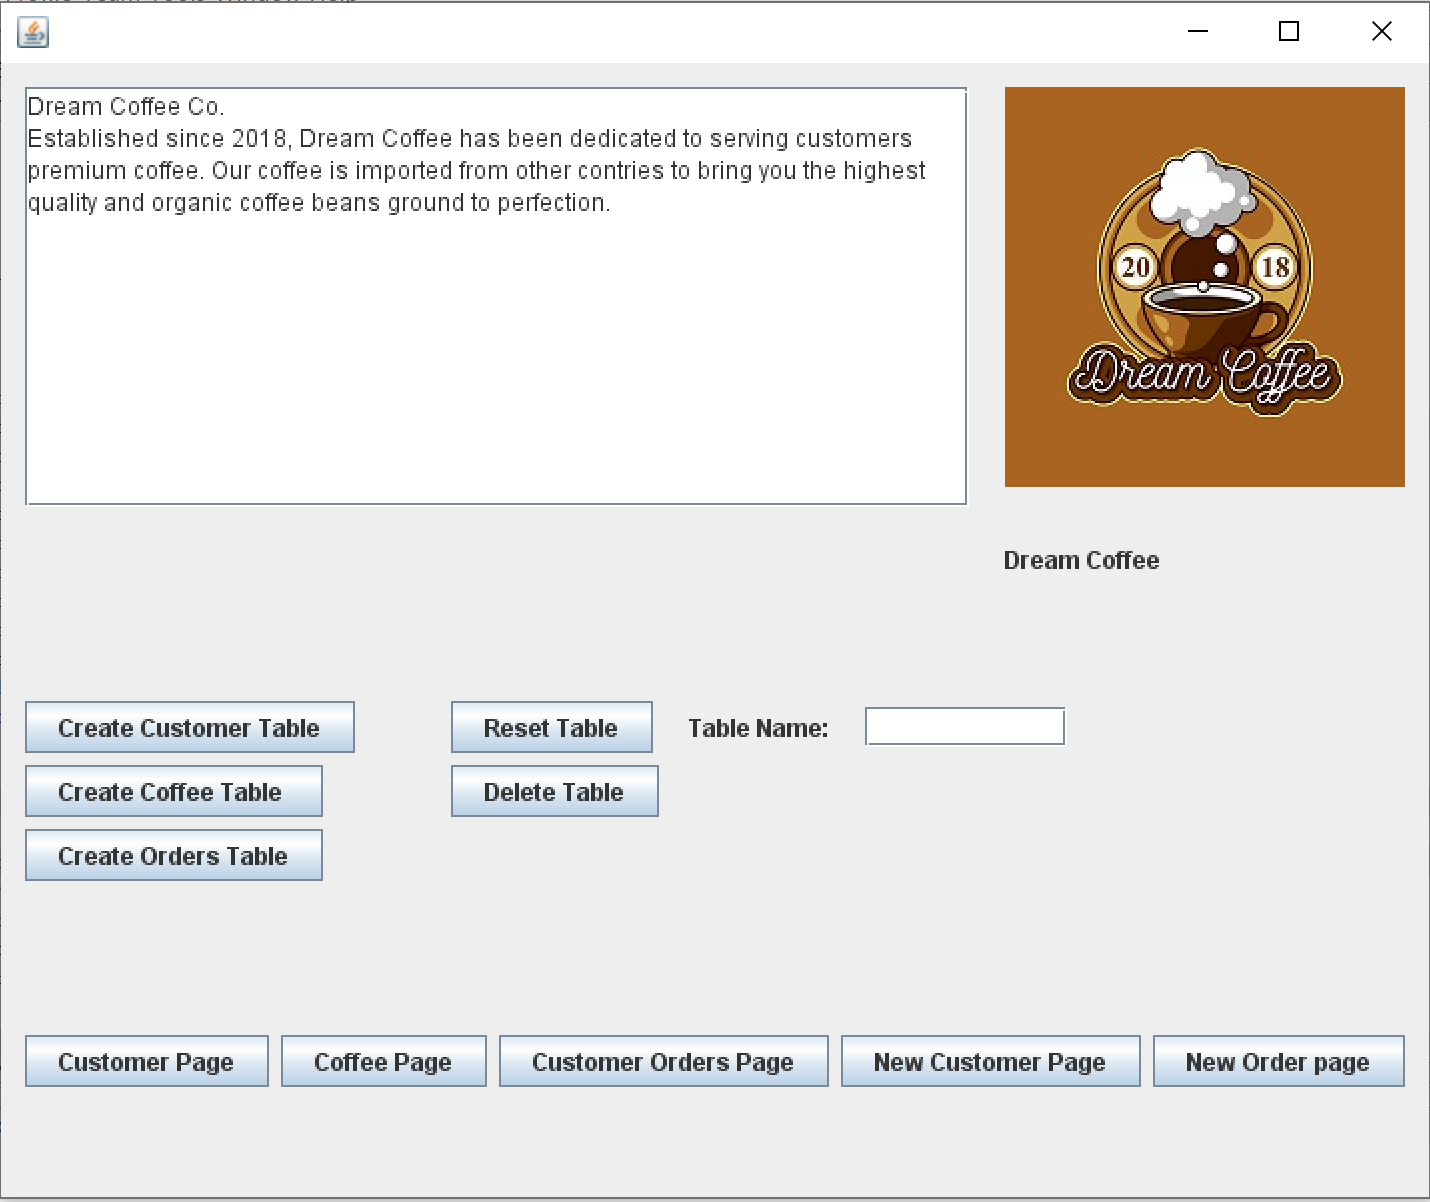 Dream Coffee Co.
Established since 2018, Dream Coffee has been dedicated to serving customers
premium coffee. Our coffee is imported from other contries to bring you the highest
quality and organic coffee beans ground to perfection.
20 18
Dream Coffee
Dream Coffee
Create Customer Table
Reset Table
Table Name:
Create Coffee Table
Delete Table
Create Orders Table
Customer Page
Coffee Page
Customer Orders Page
New Customer Page
New Order page